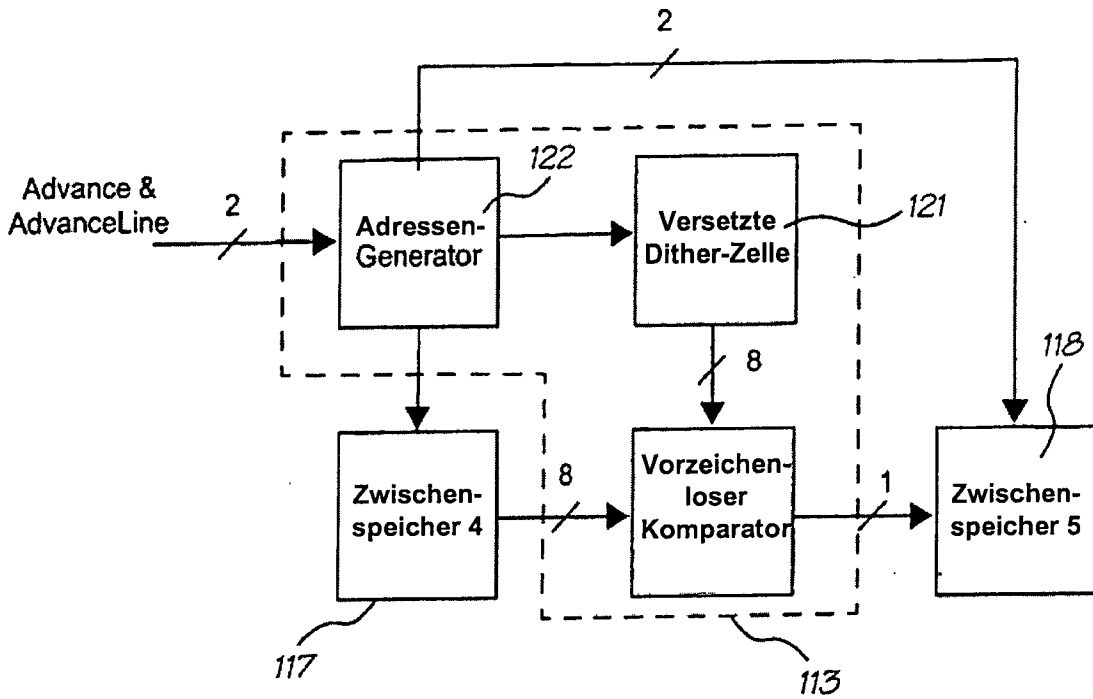 2
Advance &
AdvanceLine
2
Adressen-
Generator
122
Versetzte
Dither-Zelle
121
8
118
Zwischen-
speicher 4
8
Vorzeichen-
loser
Komparator
1
Zwischen-
speicher 5
117
113